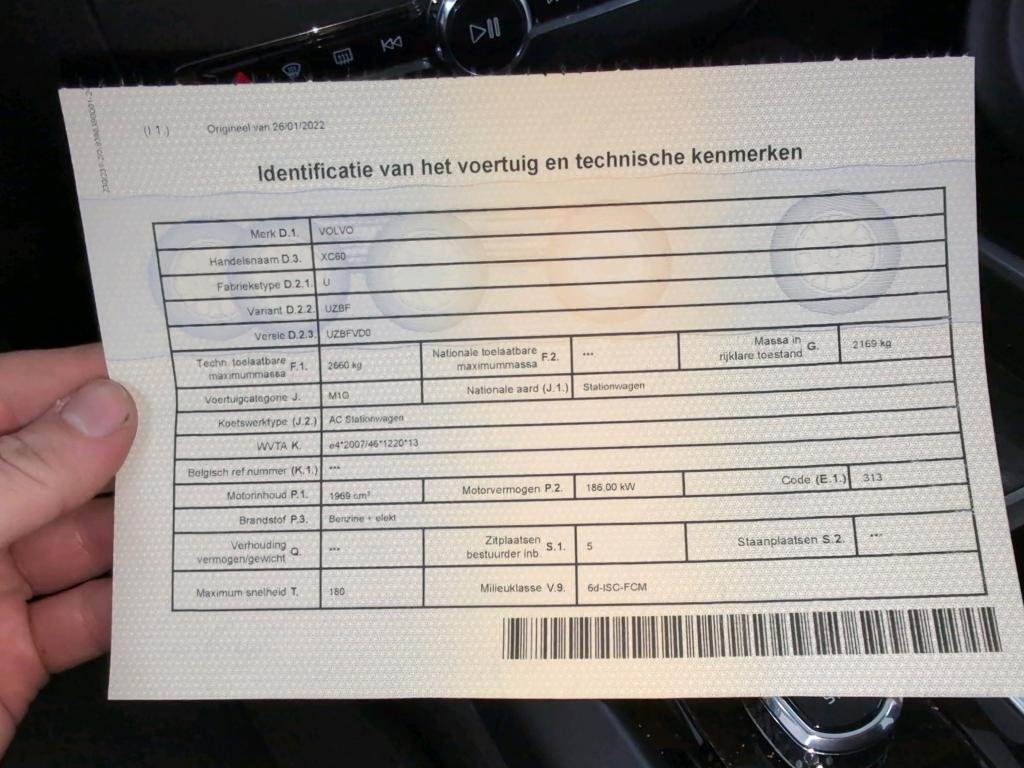 (I 1.) Origineel van 26/01/2022
Identificatie van het voertuig en technische kenmerken
Merk D.1. VOLVO
Handelsnaam D.3. XC60
Fabriekstype D.2.1. U
Variant D.2.2. UZBF
Versie D.2.3. UZBFVD0
Techn. toelaatbare maximummassa F.1. 2660 kg Nationale toelaatbare maximummassa F.2. *** Massa in rijklare toestand G. 2169 kg
Voertuigcategorie J. M1G Nationale aard (J.1.) Stationwagen
Koetswerktype (J.2.) AC Stationwagen
WVTA K. e4*2007/46*1220*13
Belgisch ref.nummer (K.1.) ***
Motorinhoud P.1. 1969 cm³ Motorvermogen P.2. 186,00 kW Code (E.1.) 313
Brandstof P.3. Benzine + elekt
Verhouding vermogen/gewicht Q. *** Zitplaatsen bestuurder inb. S.1. 5 Staanplaatsen S.2. ***
Maximum snelheid T. 180 Milieuklasse V.9. 6d-ISC-FCM